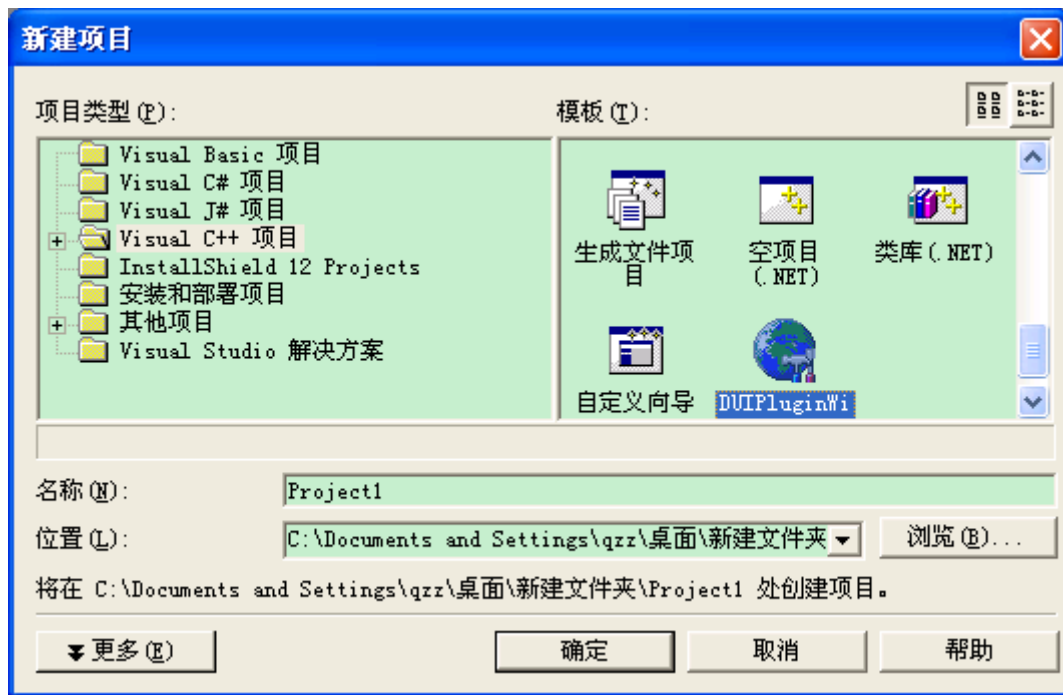 新建项目
项目类型(P):
模板(T):
Visual Basic 项目
Visual C# 项目
Visual J# 项目
Visual C++ 项目
InstallShield 12 Projects
安装和部署项目
其他项目
Visual Studio 解决方案
生成文件项
目
空项目
(.NET)
类库(.NET)
自定义向导
DUIPluginWi
名称(N):
Project1
位置(L):
C:\Documents and Settings\qzz\桌面\新建文件夹
浏览(B)...
将在 C:\Documents and Settings\qzz\桌面\新建文件夹\Project1 处创建项目。
更多(E)
确定
取消
帮助